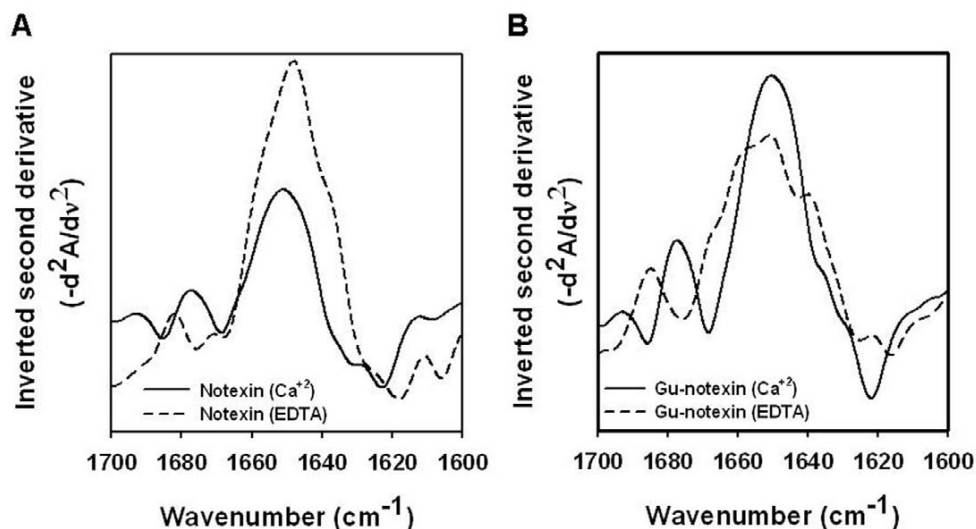 A
Inverted second derivative
(-d²A/dν²)
Notexin (Ca⁺²)
Notexin (EDTA)
1700 1680 1660 1640 1620 1600
Wavenumber (cm⁻¹)
B
Inverted second derivative
(-d²A/dν²)
Gu-notexin (Ca⁺²)
Gu-notexin (EDTA)
1700 1680 1660 1640 1620 1600
Wavenumber (cm⁻¹)